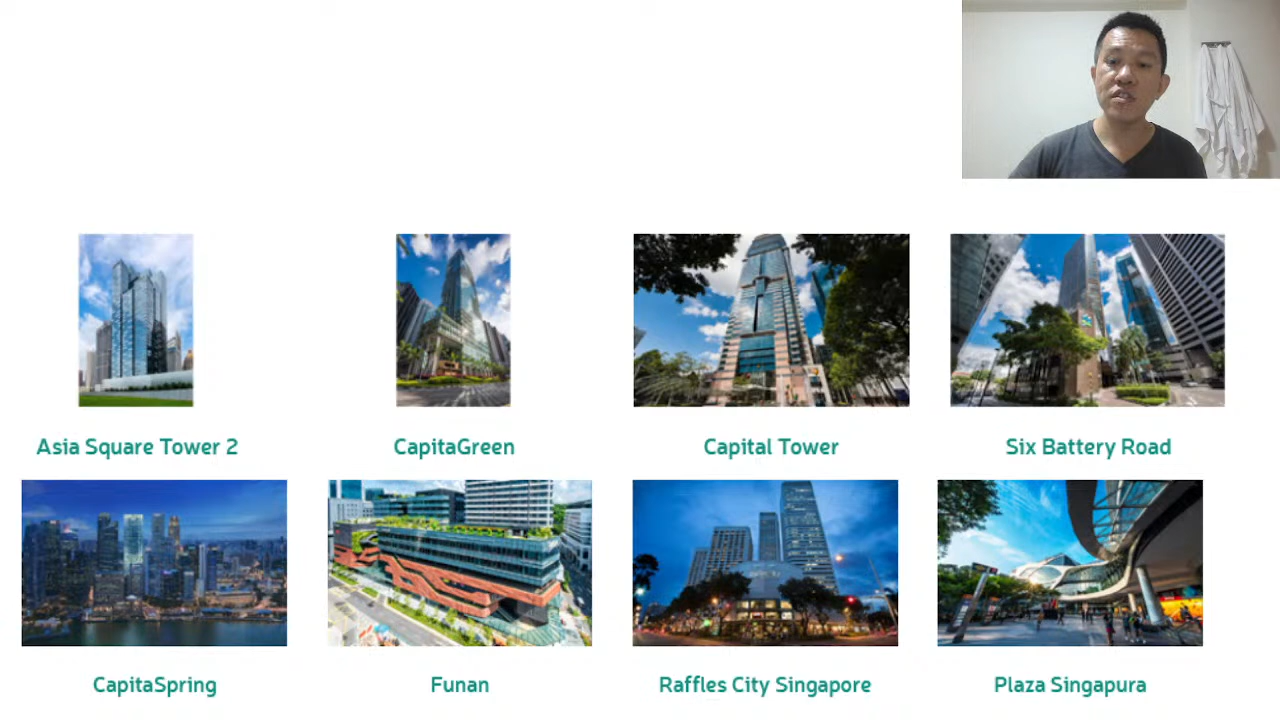 Asia Square Tower 2
CapitaGreen
Capital Tower
Six Battery Road
CapitaSpring
Funan
Raffles City Singapore
Plaza Singapura